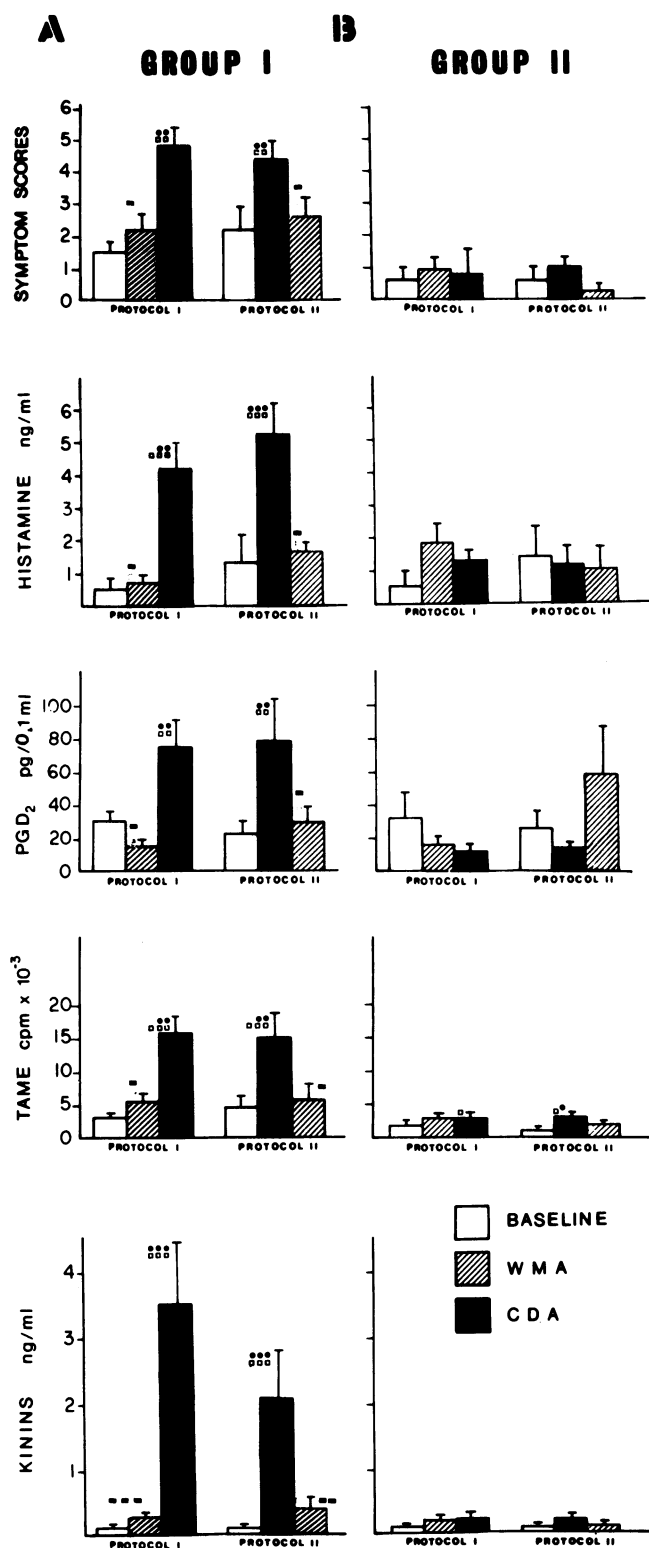 A B
GROUP I GROUP II
SYMPTOM SCORES
6
5
4
3
2
1
0
PROTOCOL I PROTOCOL II PROTOCOL I PROTOCOL II
HISTAMINE ng/ml
6
5
4
3
2
1
PROTOCOL I PROTOCOL II PROTOCOL I PROTOCOL II
PGD2 pg/0.1ml
100
80
60
40
20
0
PROTOCOL I PROTOCOL II PROTOCOL I PROTOCOL II
TAME cpm x 10-3
20
15
10
5
0
PROTOCOL I PROTOCOL II PROTOCOL I PROTOCOL II
BASELINE
WMA
CDA
KININS ng/ml
4
3
2
1
PROTOCOL I PROTOCOL II PROTOCOL I PROTOCOL II